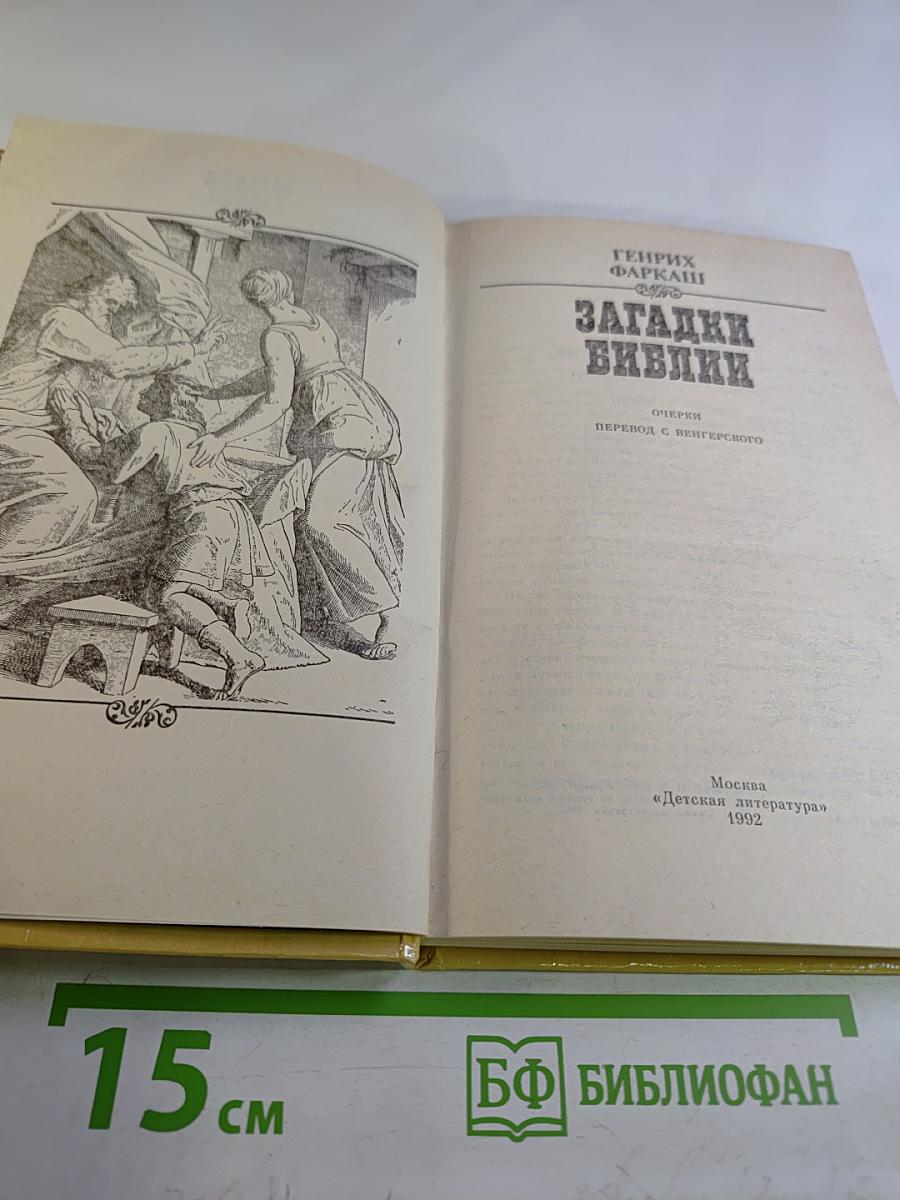 ГЕНРИХ
ФАРКАШ
ЗАГАДКИ
БИБЛИИ
ОЧЕРКИ
ПЕРЕВОД С ВЕНГЕРСКОГО
Москва
«Детская литература»
1992
15 см
БФ БИБЛИОФАН